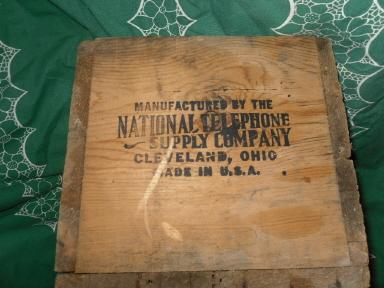 MANUFACTURED BY THE
NATIONAL TELEPHONE
SUPPLY COMPANY
CLEVELAND, OHIO
MADE IN U.S.A.